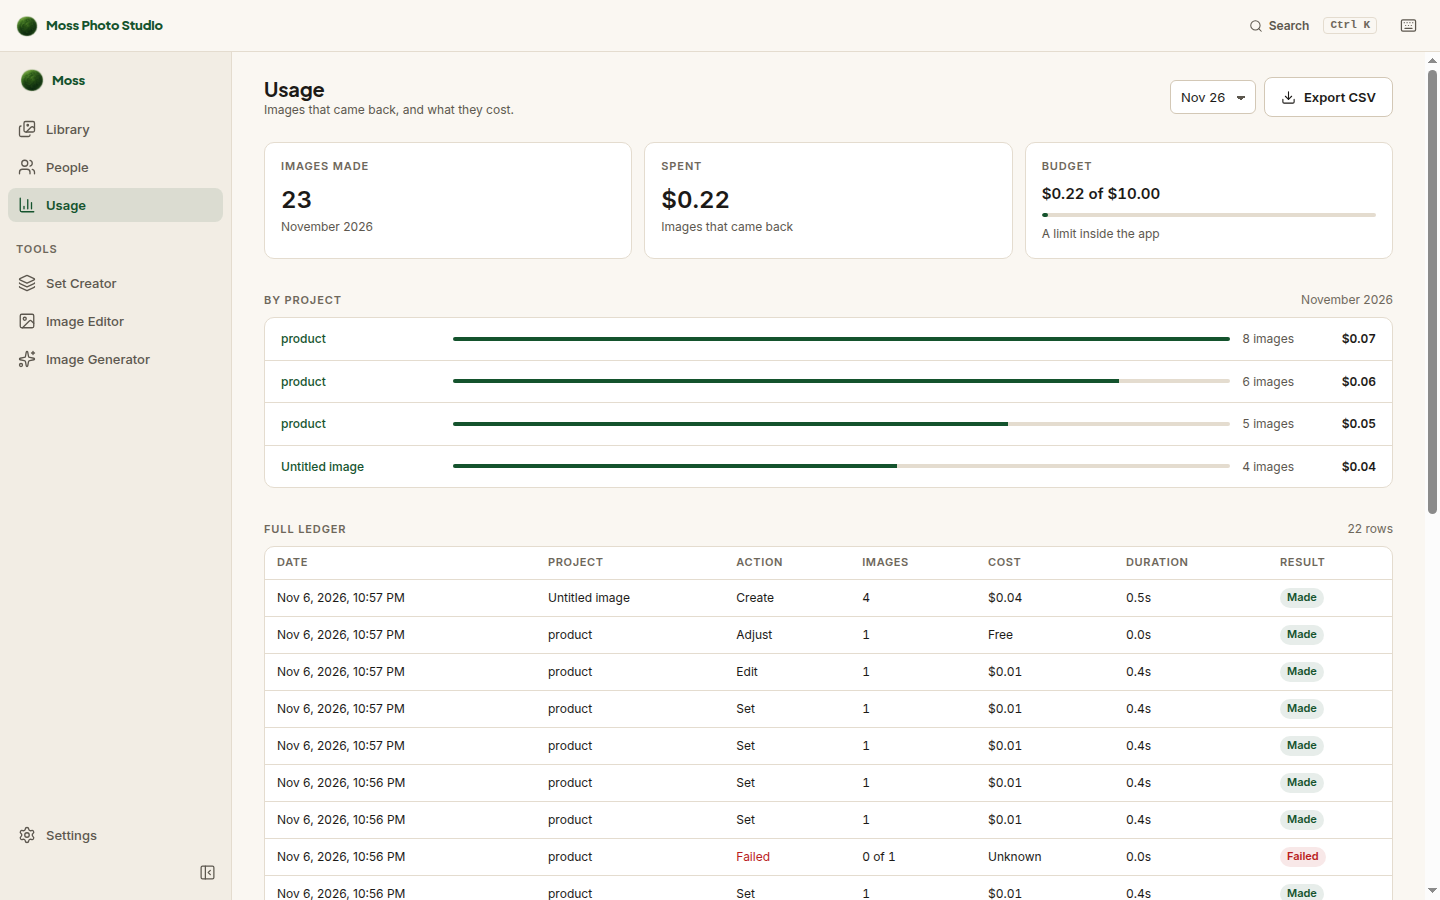 Moss Photo Studio
Search Ctrl K
Moss
Library
People
Usage
TOOLS
Set Creator
Image Editor
Image Generator
Settings
Usage
Images that came back, and what they cost.
Nov 26
Export CSV
IMAGES MADE
23
November 2026
SPENT
$0.22
Images that came back
BUDGET
$0.22 of $10.00
A limit inside the app
BY PROJECT November 2026
product 8 images $0.07
product 6 images $0.06
product 5 images $0.05
Untitled image 4 images $0.04
FULL LEDGER 22 rows
DATE PROJECT ACTION IMAGES COST DURATION RESULT
Nov 6, 2026, 10:57 PM Untitled image Create 4 $0.04 0.5s Made
Nov 6, 2026, 10:57 PM product Adjust 1 Free 0.0s Made
Nov 6, 2026, 10:57 PM product Edit 1 $0.01 0.4s Made
Nov 6, 2026, 10:57 PM product Set 1 $0.01 0.4s Made
Nov 6, 2026, 10:57 PM product Set 1 $0.01 0.4s Made
Nov 6, 2026, 10:56 PM product Set 1 $0.01 0.4s Made
Nov 6, 2026, 10:56 PM product Set 1 $0.01 0.4s Made
Nov 6, 2026, 10:56 PM product Failed 0 of 1 Unknown 0.0s Failed
Nov 6, 2026, 10:56 PM product Set 1 $0.01 0.4s Made